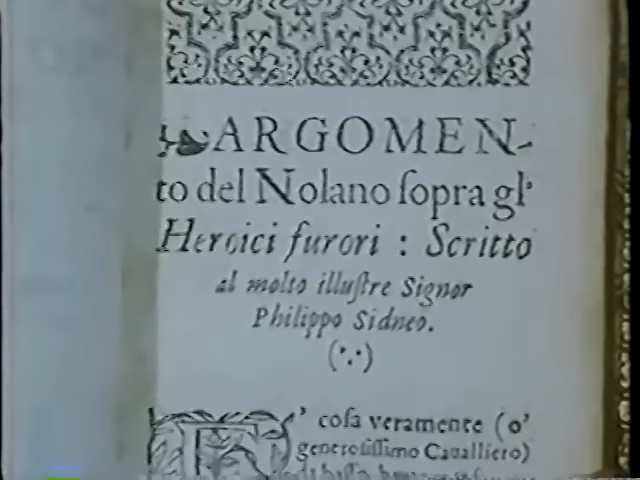 ARGOMEN-
to del Nolano ſopra gl'
Heroici furori : Scritto
al molto illuſtre Signor
Philippo Sidneo.
(∵)
E' coſa veramente (o'
generoſiſſimo Caualliero)